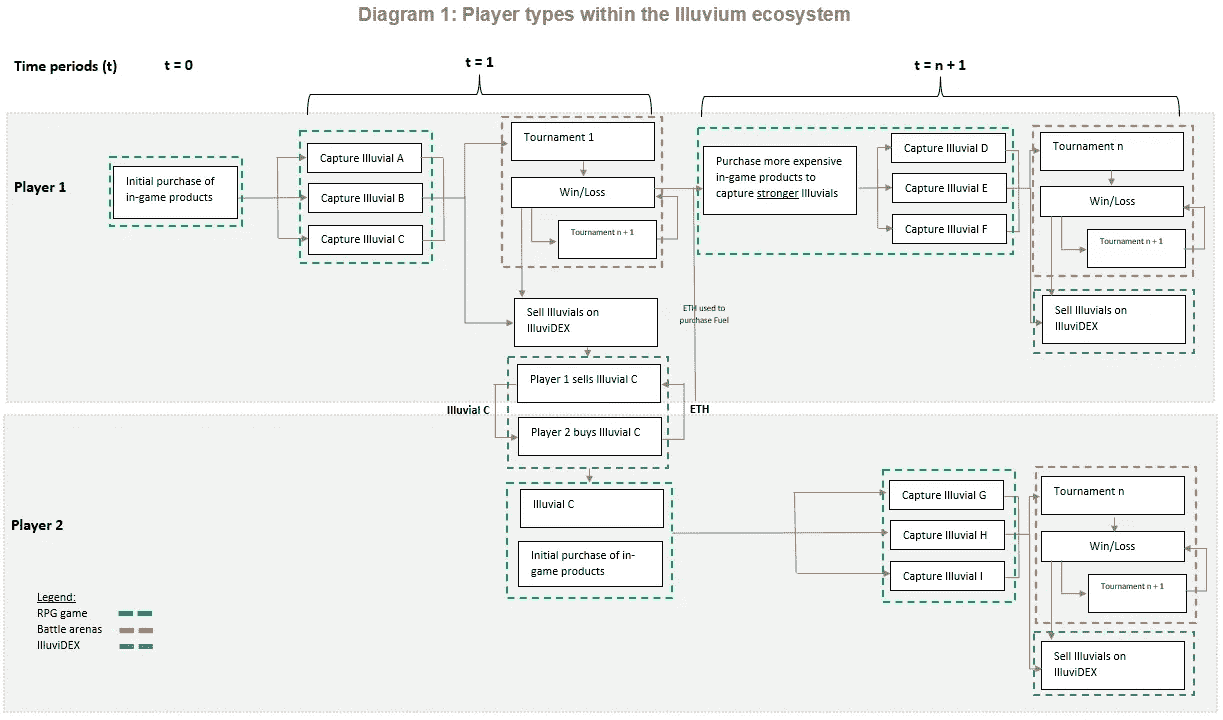 Diagram 1: Player types within the Illuvium ecosystem
Time periods (t)
t = 0
t = 1
t = n + 1
Player 1
Initial purchase of
in-game products
Capture Illuvial A
Capture Illuvial B
Capture Illuvial C
Tournament 1
Win/Loss
Tournament n + 1
Sell Illuvials on
IlluviDEX
ETH used to
purchase Fuel
Purchase more expensive
in-game products to
capture stronger Illuvials
Capture Illuvial D
Capture Illuvial E
Capture Illuvial F
Tournament n
Win/Loss
Tournament n + 1
Sell Illuvials on
IlluviDEX
Player 1 sells Illuvial C
Illuvial C
ETH
Player 2 buys Illuvial C
Player 2
Illuvial C
Initial purchase of in-
game products
Capture Illuvial G
Capture Illuvial H
Capture Illuvial I
Tournament n
Win/Loss
Tournament n + 1
Sell Illuvials on
IlluviDEX
Legend:
RPG game
Battle arenas
IlluviDEX